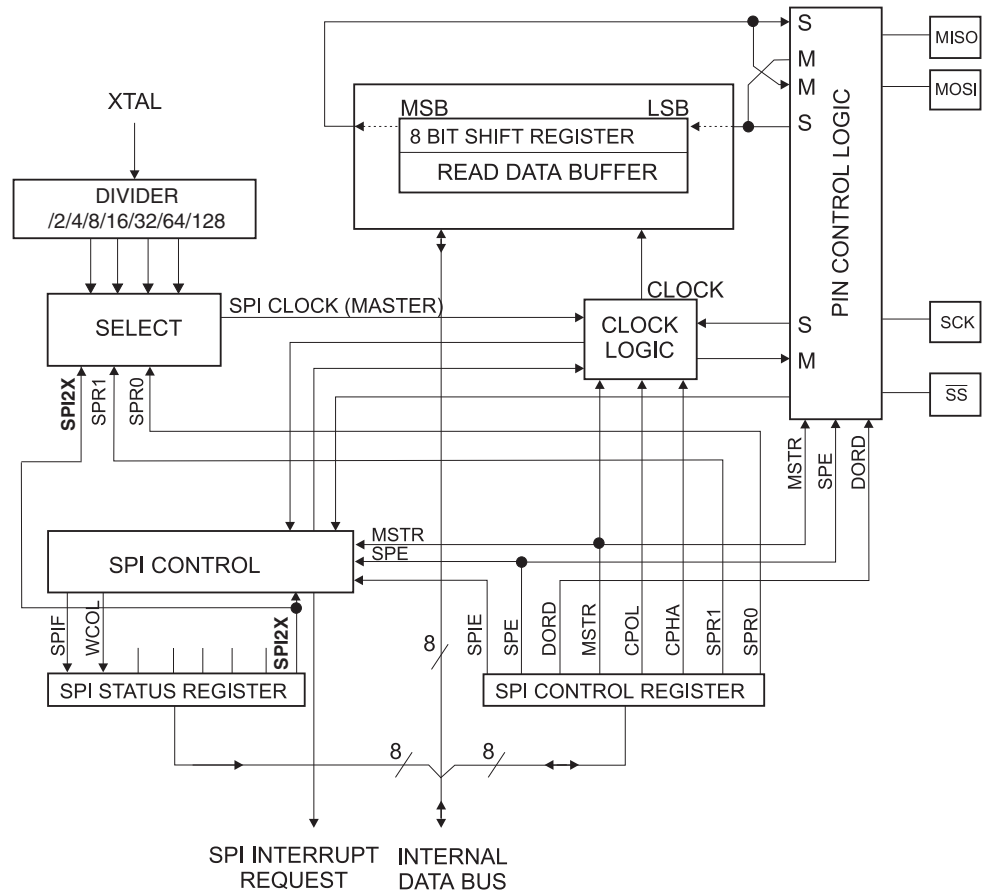 S
MISO
M
M
MOSI
XTAL
MSB
LSB
S
8 BIT SHIFT REGISTER
READ DATA BUFFER
PIN CONTROL LOGIC
DIVIDER
/2/4/8/16/32/64/128
SPI CLOCK (MASTER)
CLOCK
SELECT
CLOCK
LOGIC
S
SCK
M
SPI2X
SPR1
SPR0
SS
MSTR
SPE
DORD
MSTR
SPE
SPI CONTROL
SPIF
WCOL
SPI2X
8
SPIE
SPE
DORD
MSTR
CPOL
CPHA
SPR1
SPR0
SPI STATUS REGISTER
SPI CONTROL REGISTER
8
8
SPI INTERRUPT
REQUEST
INTERNAL
DATA BUS